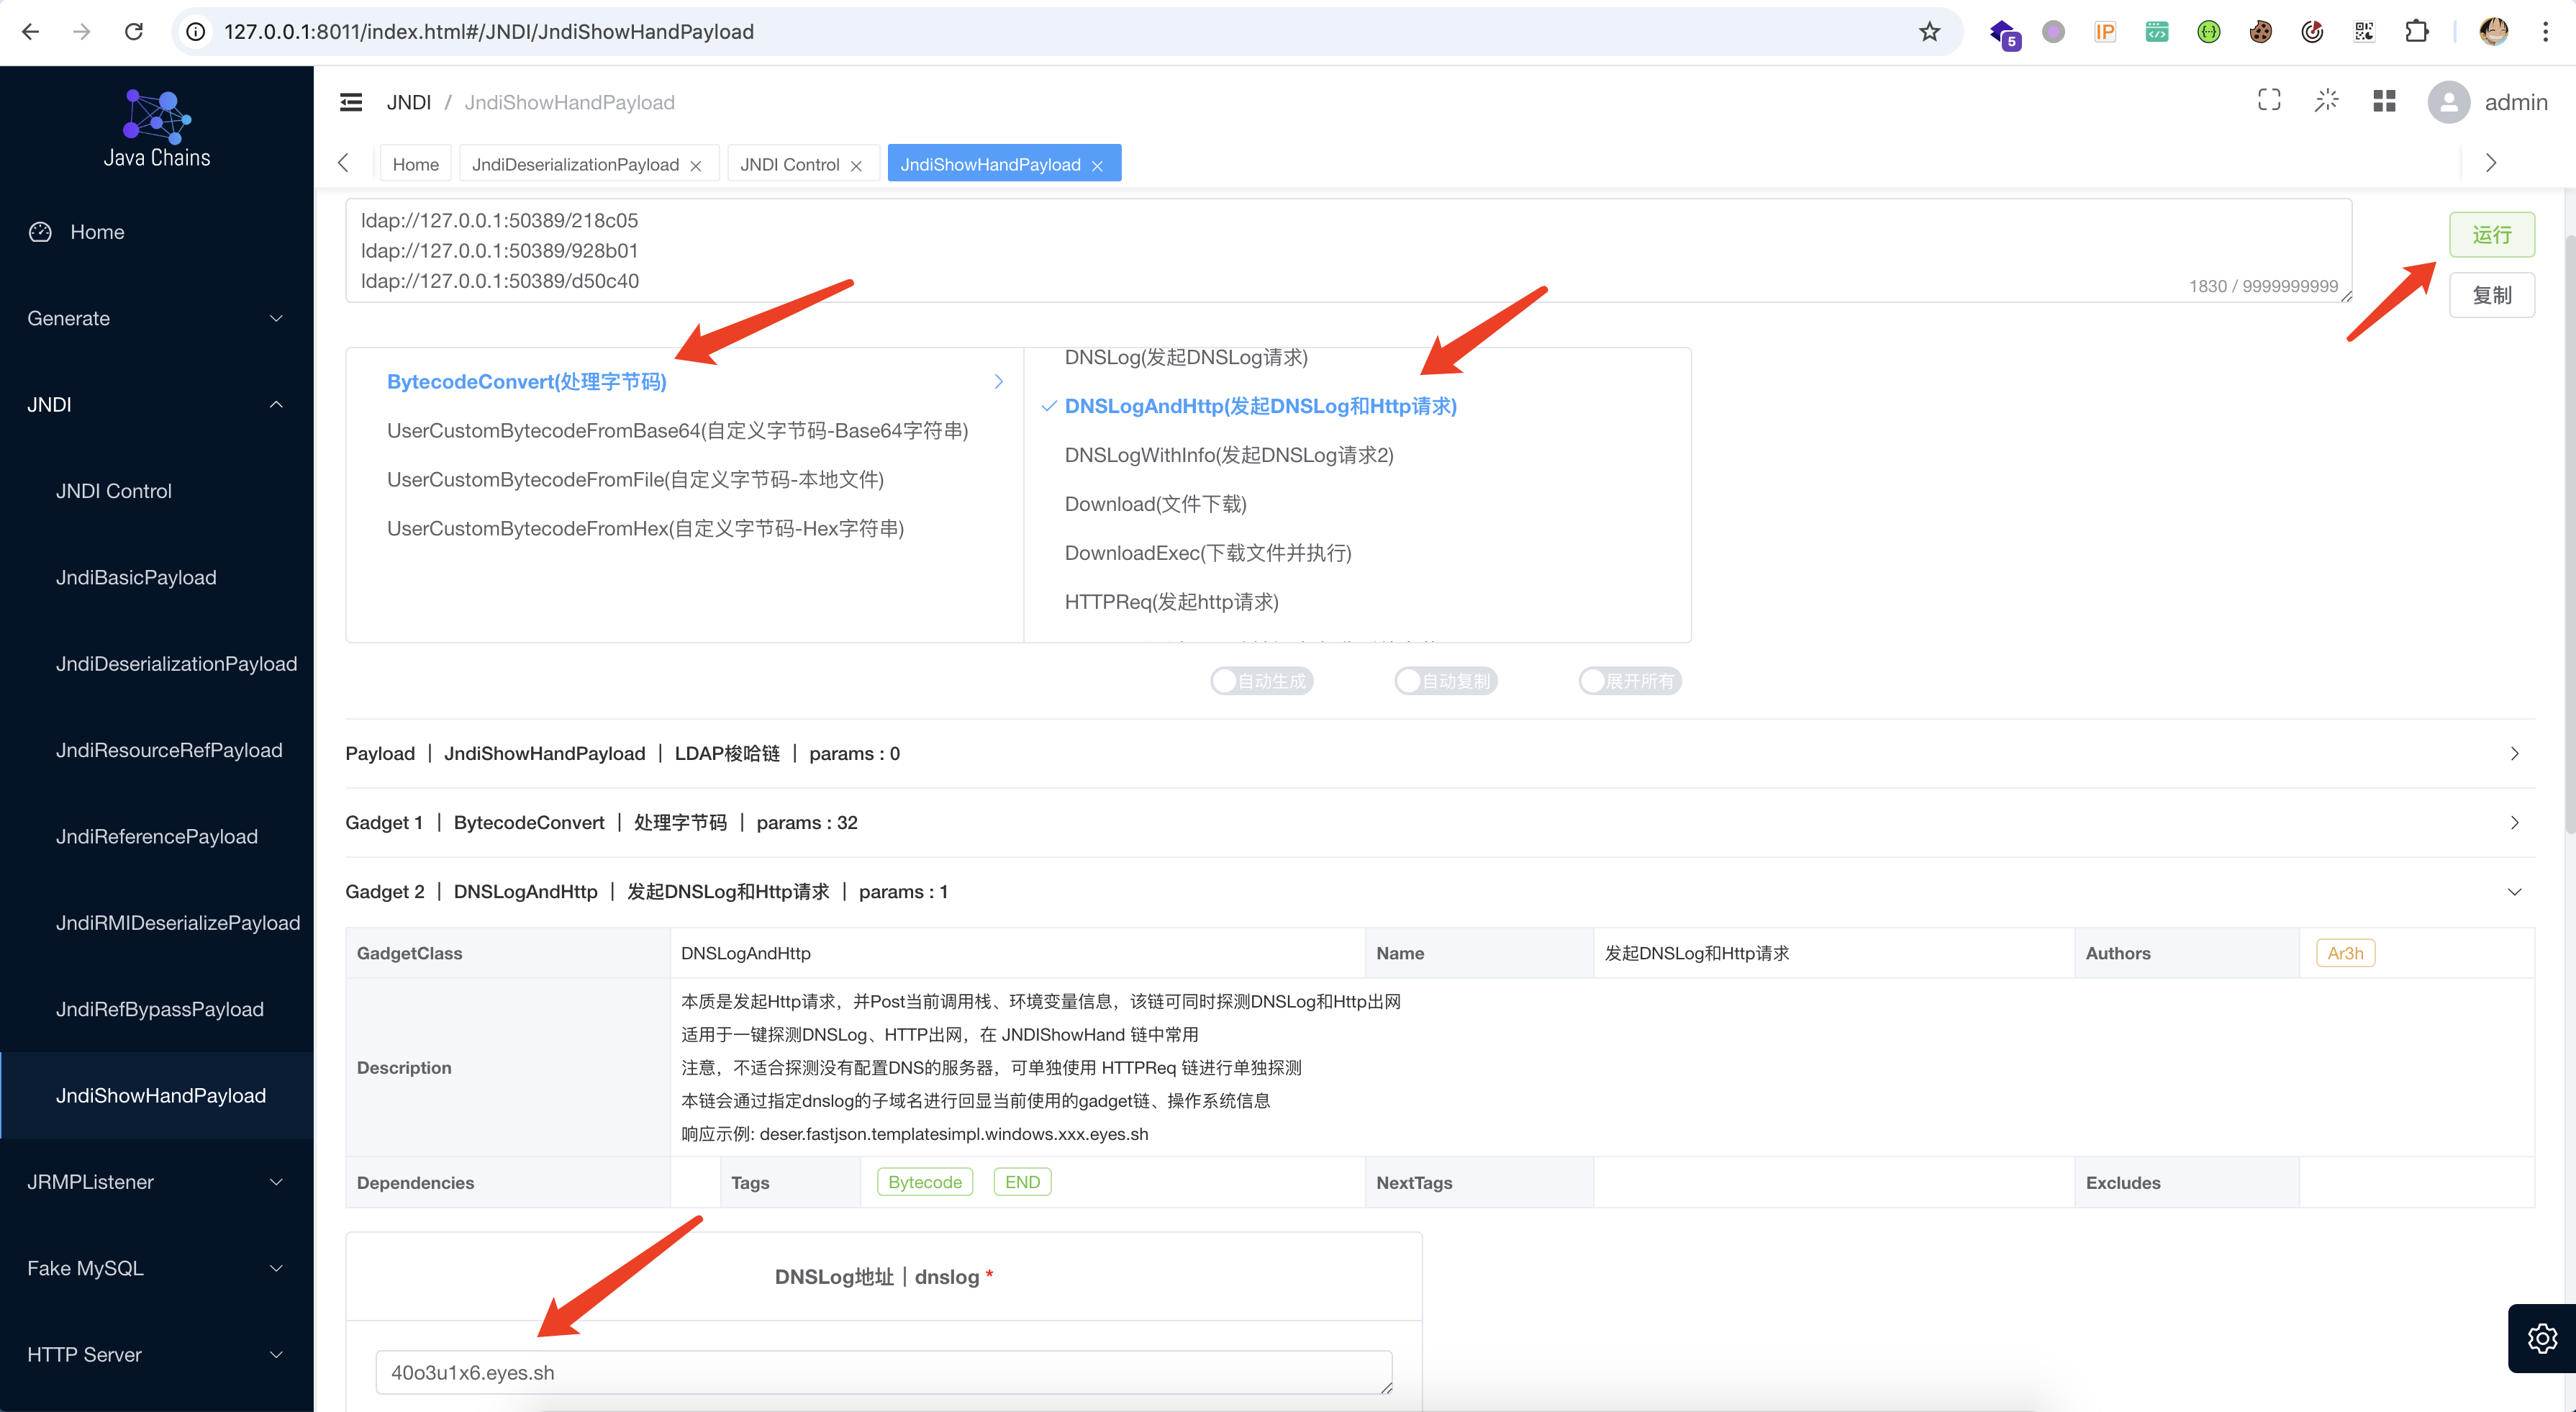 127.0.0.1:8011/index.html#/JNDI/JndiShowHandPayload
5
IP
Java Chains
JNDI / JndiShowHandPayload
admin
Home
JndiDeserializationPayload
JNDI Control
JndiShowHandPayload
Home
Generate
JNDI
JNDI Control
JndiBasicPayload
JndiDeserializationPayload
JndiResourceRefPayload
JndiReferencePayload
JndiRMIDeserializePayload
JndiRefBypassPayload
JndiShowHandPayload
JRMPListener
Fake MySQL
HTTP Server
ldap://127.0.0.1:50389/218c05
ldap://127.0.0.1:50389/928b01
ldap://127.0.0.1:50389/d50c40
1830 / 9999999999
运行
复制
BytecodeConvert(处理字节码)
UserCustomBytecodeFromBase64(自定义字节码-Base64字符串)
UserCustomBytecodeFromFile(自定义字节码-本地文件)
UserCustomBytecodeFromHex(自定义字节码-Hex字符串)
DNSLog(发起DNSLog请求)
DNSLogAndHttp(发起DNSLog和Http请求)
DNSLogWithInfo(发起DNSLog请求2)
Download(文件下载)
DownloadExec(下载文件并执行)
HTTPReq(发起http请求)
自动生成
自动复制
展开所有
Payload | JndiShowHandPayload | LDAP梭哈链 | params : 0
Gadget 1 | BytecodeConvert | 处理字节码 | params : 32
Gadget 2 | DNSLogAndHttp | 发起DNSLog和Http请求 | params : 1
GadgetClass DNSLogAndHttp Name 发起DNSLog和Http请求 Authors Ar3h
Description
本质是发起Http请求，并Post当前调用栈、环境变量信息，该链可同时探测DNSLog和Http出网
适用于一键探测DNSLog、HTTP出网，在 JNDIShowHand 链中常用
注意，不适合探测没有配置DNS的服务器，可单独使用 HTTPReq 链进行单独探测
本链会通过指定dnslog的子域名进行回显当前使用的gadget链、操作系统信息
响应示例: deser.fastjson.templatesimpl.windows.xxx.eyes.sh
Dependencies Tags Bytecode END NextTags Excludes
DNSLog地址 | dnslog *
40o3u1x6.eyes.sh